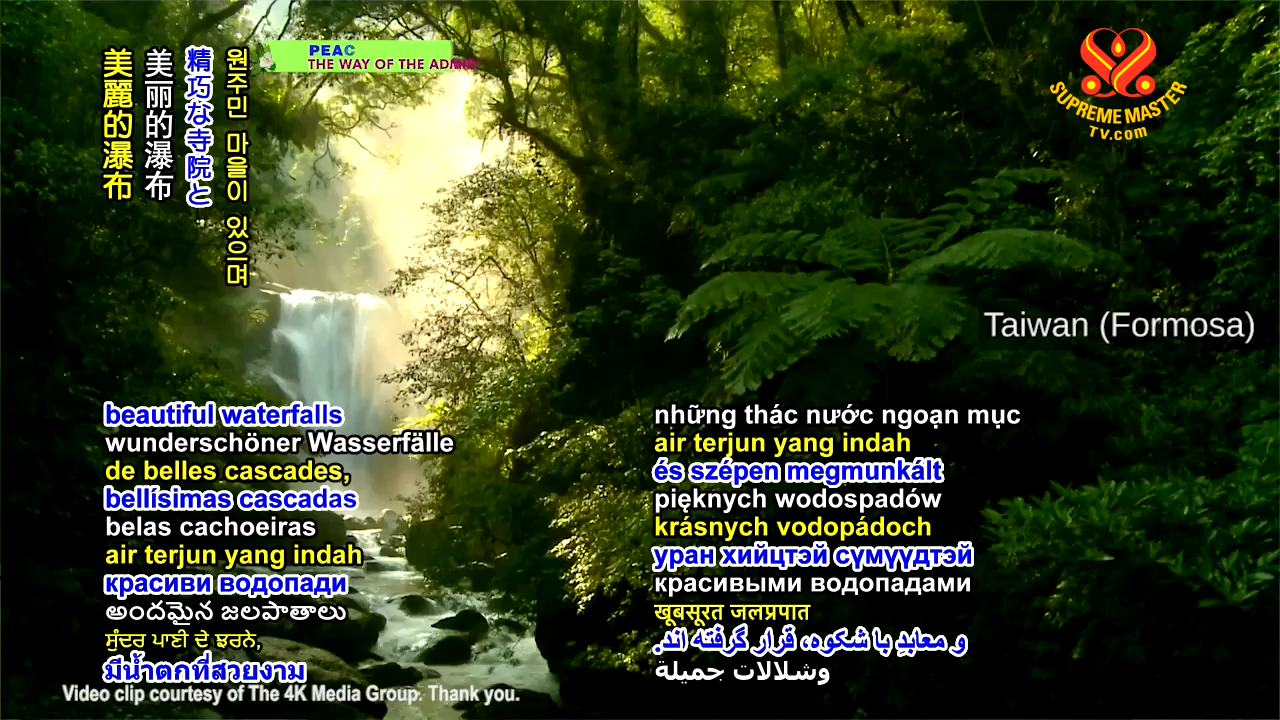 美麗的瀑布
美丽的瀑布
精巧な寺院と
원주민 마을이 있으며
PEAC
THE WAY OF THE
SUPREME MASTER
TV.com
Taiwan (Formosa)
beautiful waterfalls
wunderschöner Wasserfälle
de belles cascades,
bellísimas cascadas
belas cachoeiras
air terjun yang indah
красиви водопади
అందమైన జలపాతాలు
ਸੁੰਦਰ ਪਾਣੀ ਦੇ ਝਰਨੇ,
มีน้ำตกที่สวยงาม
những thác nước ngoạn mục
air terjun yang indah
és szépen megmunkált
pięknych wodospadów
krásnych vodopádoch
уран хийцтэй сүмүүдтэй
красивыми водопадами
खूबसूरत जलप्रपात
و معابدِ با شکوه، قرار گرفته اند.
وشلالات جميلة
Video clip courtesy of The 4K Media Group. Thank you.